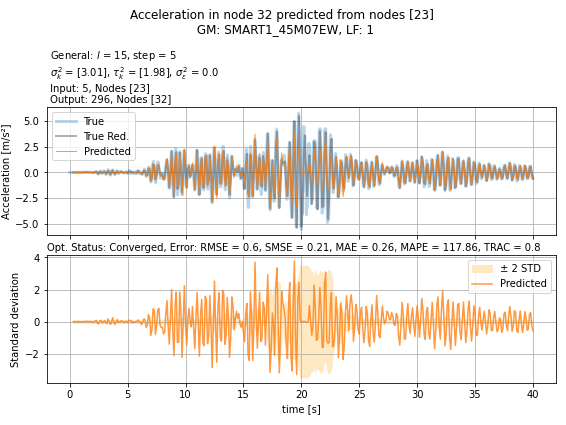 Acceleration in node 32 predicted from nodes [23]
GM: SMART1_45M07EW, LF: 1
General: l = 15, step = 5
σ²ₖ = [3.01], τ²ₖ = [1.98], σ²ε = 0.0
Input: 5, Nodes [23]
Output: 296, Nodes [32]
Acceleration [m/s²]
5.0
2.5
0.0
−2.5
−5.0
True
True Red.
Predicted
Opt. Status: Converged, Error: RMSE = 0.6, SMSE = 0.21, MAE = 0.26, MAPE = 117.86, TRAC = 0.8
Standard deviation
4
2
0
−2
± 2 STD
Predicted
0 5 10 15 20 25 30 35 40
time [s]